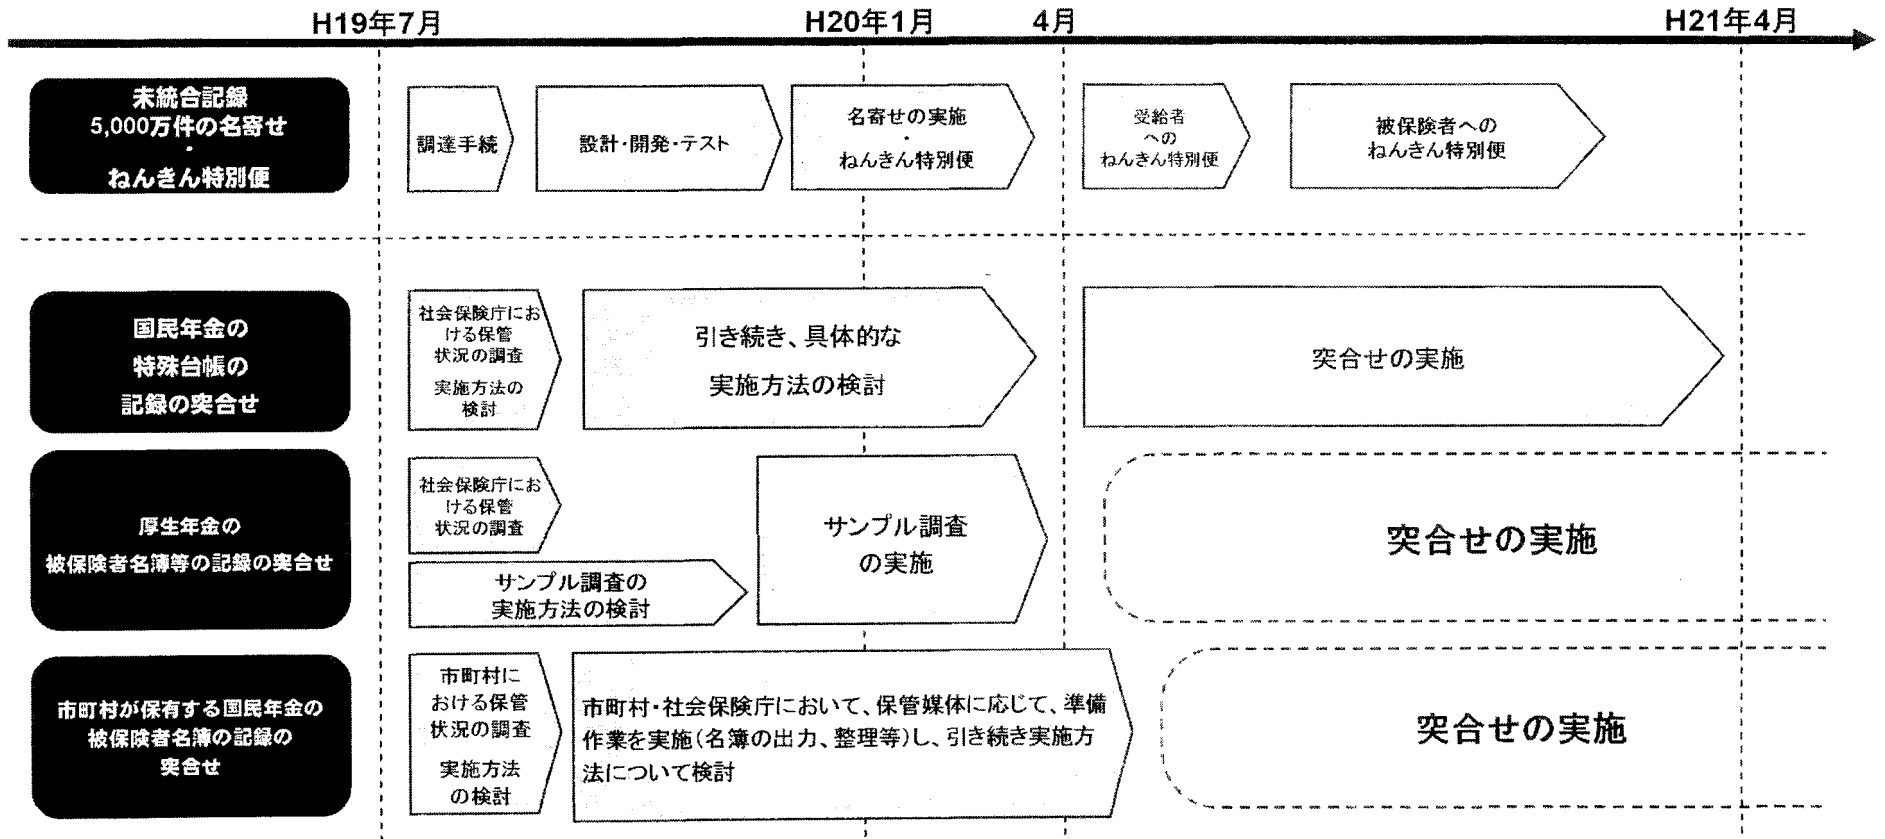 H19年7月
H20年1月
4月
H21年4月
未統合記録
5,000万件の名寄せ
・
ねんきん特別便
調達手続
設計・開発・テスト
名寄せの実施
・
ねんきん特別便
受給者
への
ねんきん特別便
被保険者への
ねんきん特別便
国民年金の
特殊台帳の
記録の突合せ
社会保険庁にお
ける保管
状況の調査
実施方法の
検討
引き続き、具体的な
実施方法の検討
突合せの実施
厚生年金の
被保険者名簿等の記録の突合せ
社会保険庁にお
ける保管
状況の調査
サンプル調査の
実施方法の検討
サンプル調査
の実施
突合せの実施
市町村が保有する国民年金の
被保険者名簿の記録の
突合せ
市町村に
おける保管
状況の調査
実施方法
の検討
市町村・社会保険庁において、保管媒体に応じて、準備
作業を実施(名簿の出力、整理等)し、引き続き実施方
法について検討
突合せの実施